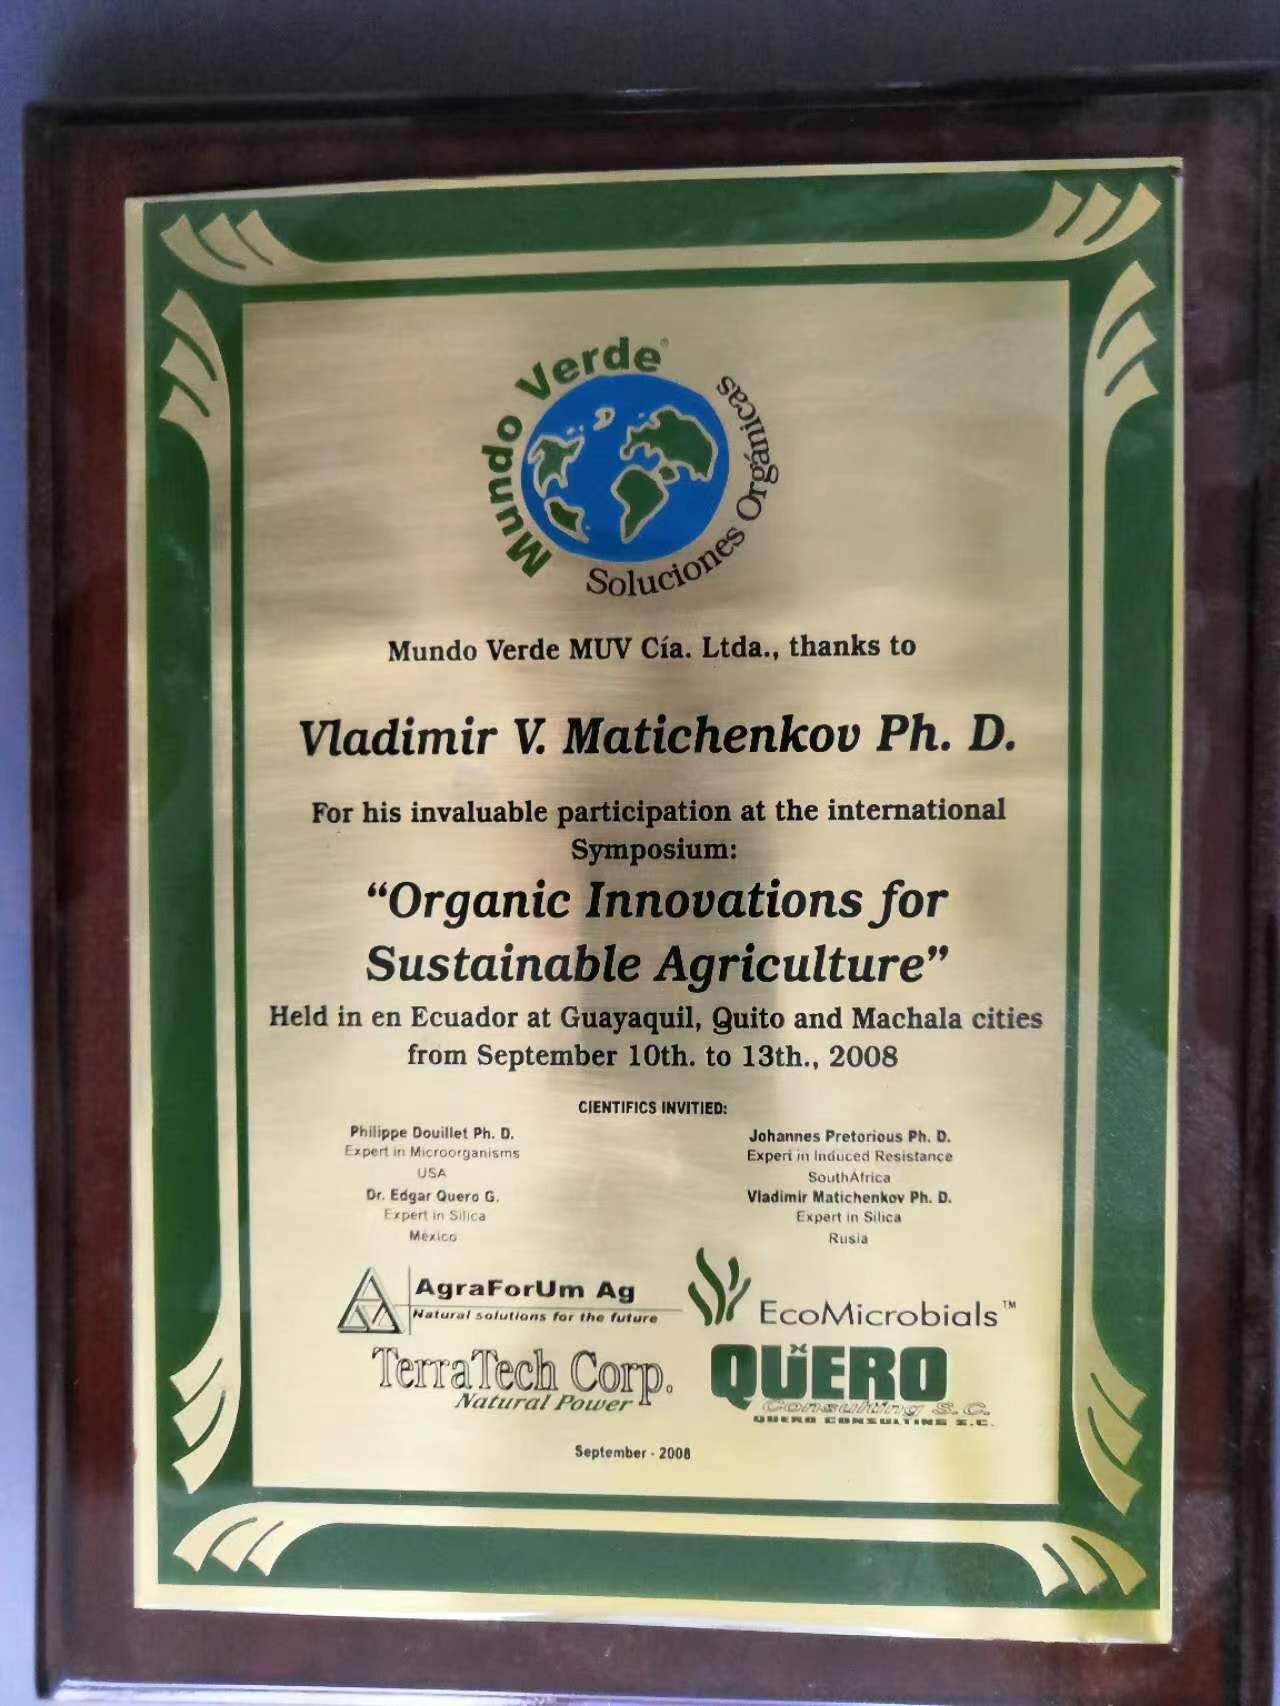 Mundo Verde®
Soluciones Orgánicas
Mundo Verde MUV Cía. Ltda., thanks to
Vladimir V. Matichenkov Ph. D.
For his invaluable participation at the international
Symposium:
“Organic Innovations for
Sustainable Agriculture”
Held in en Ecuador at Guayaquil, Quito and Machala cities
from September 10th. to 13th., 2008
CIENTIFICS INVITIED:
Philippe Douillet Ph. D.
Expert in Microorganisms
USA
Dr. Edgar Quero G.
Expert in Silica
México
Johannes Pretorious Ph. D.
Expert in Induced Resistance
SouthAfrica
Vladimir Matichenkov Ph. D.
Expert in Silica
Rusia
AgraForUm Ag
Natural solutions for the future
EcoMicrobials™
TerraTech Corp.
Natural Power
QUERO
Consulting S.C.
QUERO CONSULTING S.C.
September - 2008